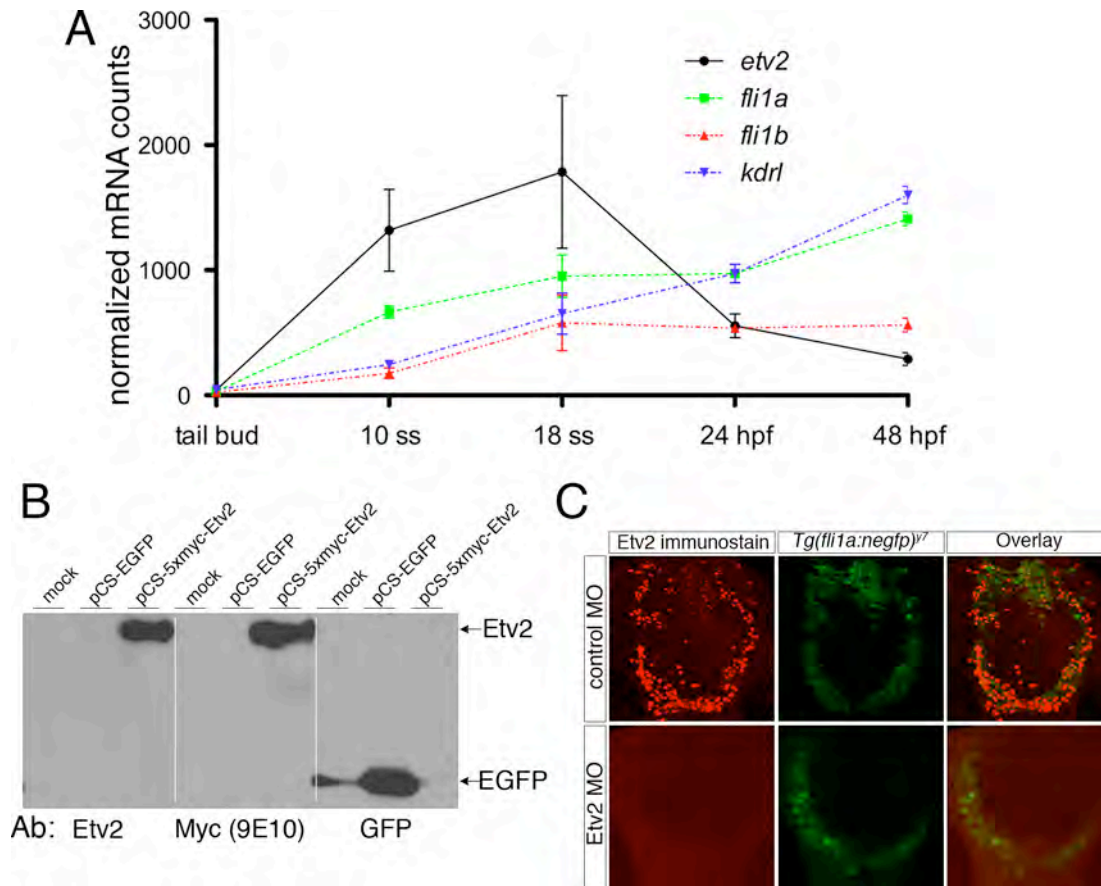 A
normalized mRNA counts
3000
2000
1000
0
etv2
fli1a
fli1b
kdrl
tail bud
10 ss
18 ss
24 hpf
48 hpf
B
mock
pCS-EGFP
pCS-5xmyc-Etv2
mock
pCS-EGFP
pCS-5xmyc-Etv2
mock
pCS-EGFP
pCS-5xmyc-Etv2
Etv2
EGFP
Ab: Etv2 Myc (9E10) GFP
C
Etv2 immunostain
Tg(fli1a:negfp)y7
Overlay
control MO
Etv2 MO